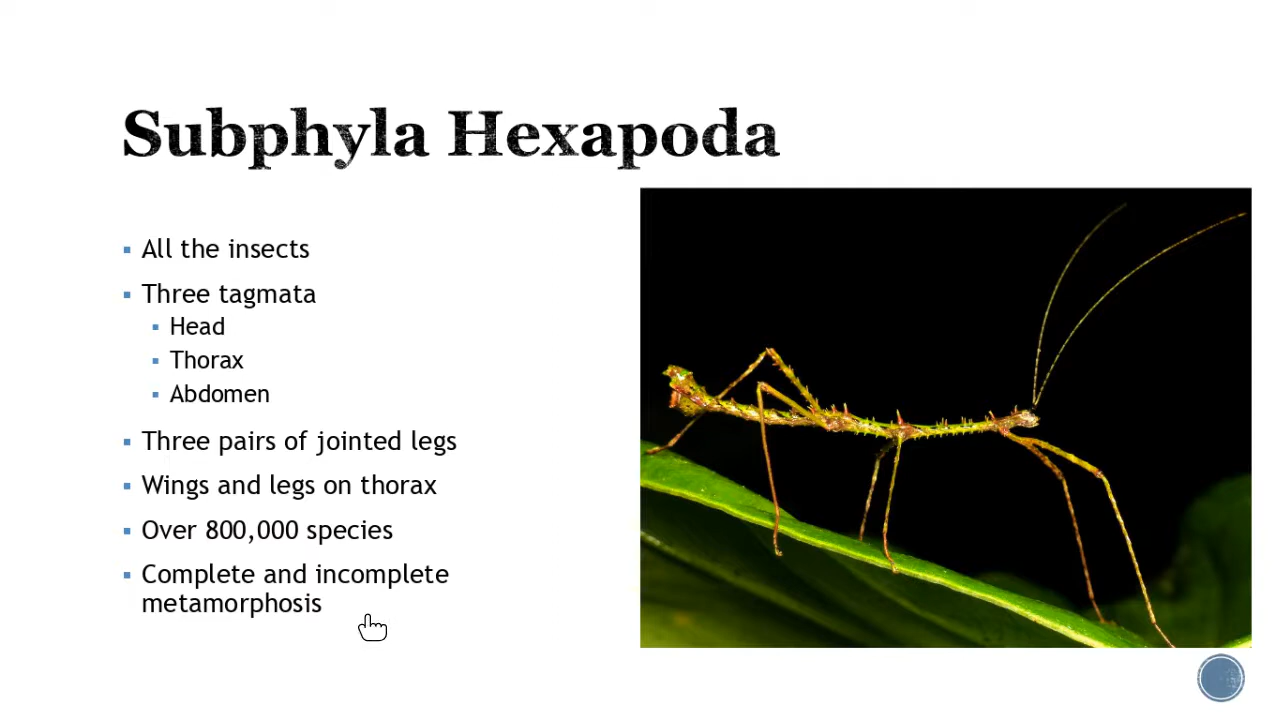 Subphyla Hexapoda
All the insects
Three tagmata
Head
Thorax
Abdomen
Three pairs of jointed legs
Wings and legs on thorax
Over 800,000 species
Complete and incomplete
metamorphosis